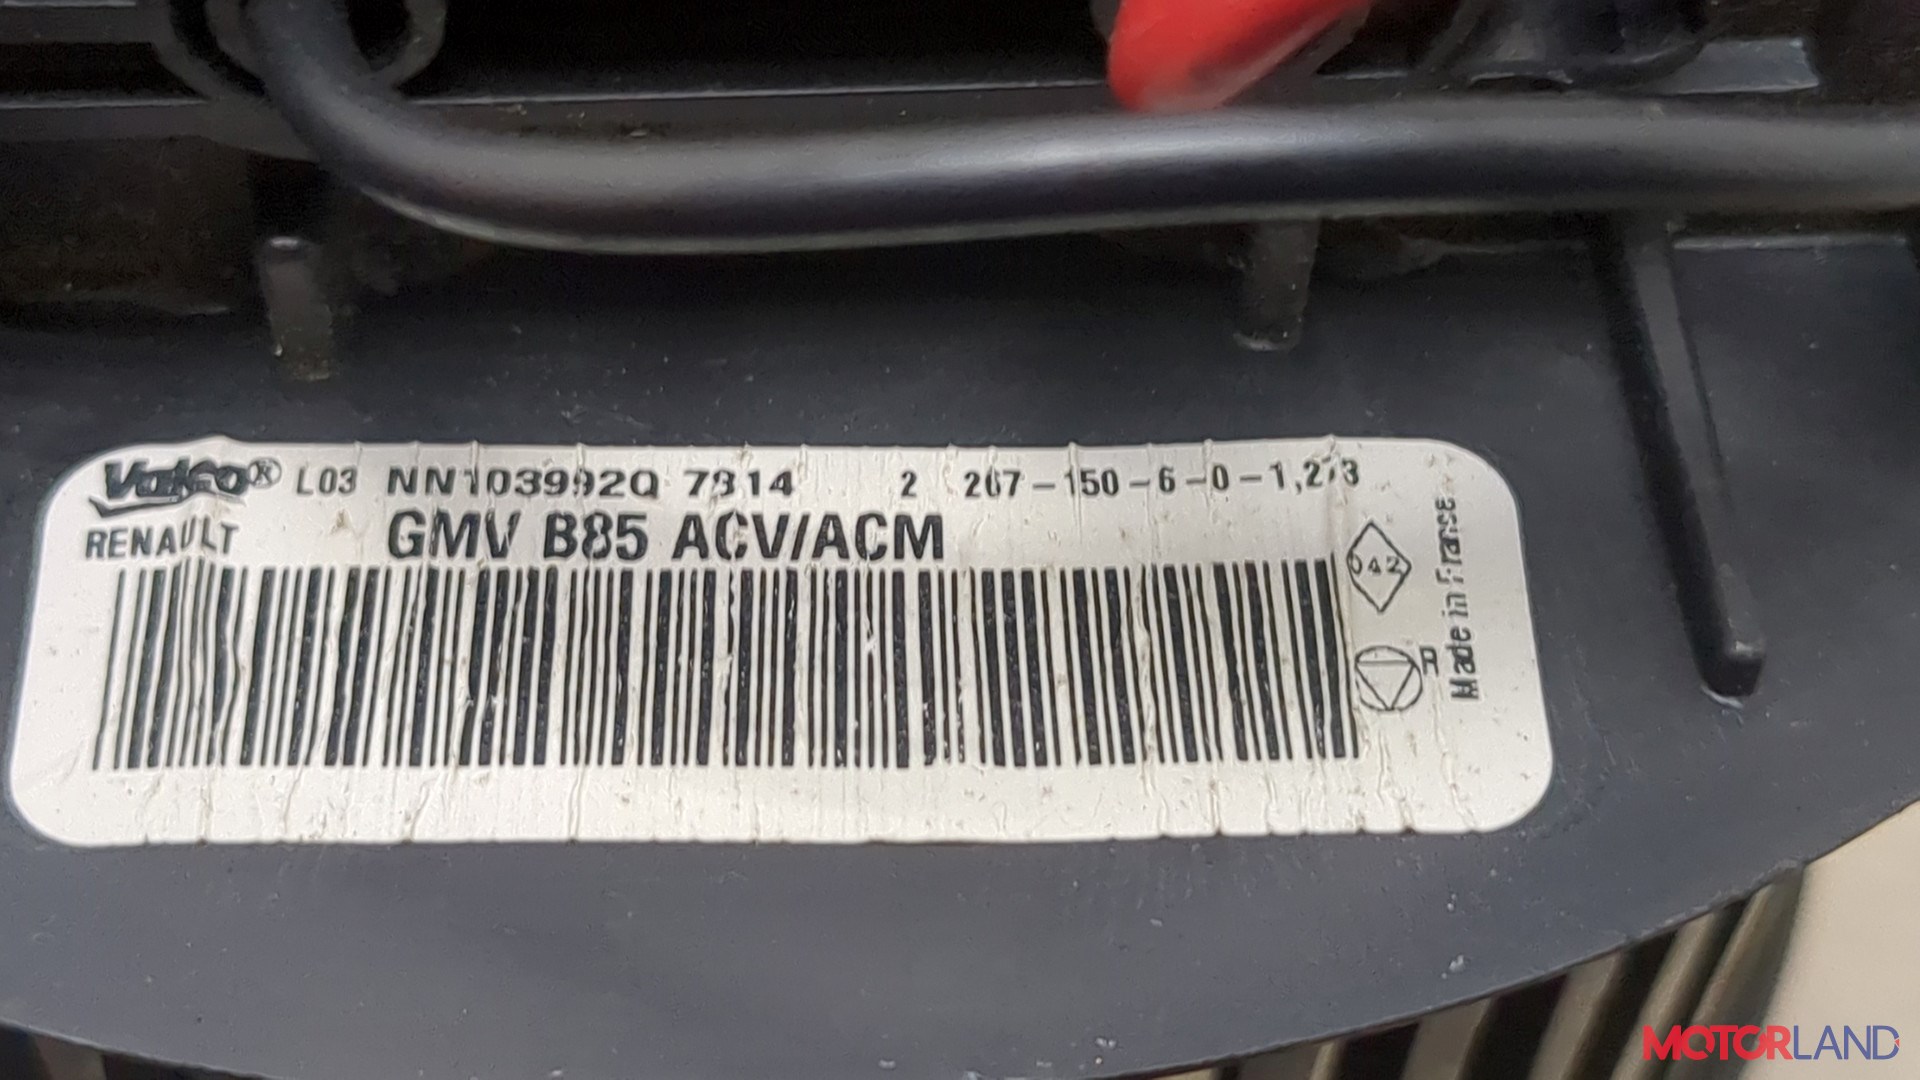 Valeo® L03 NN103992Q 7814 2 267-150-6-0-1,273
RENAULT GMV B85 ACV/ACM
042
R
Made in France
MOTORLAND